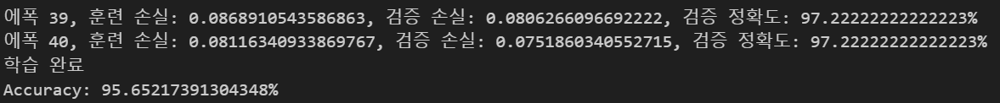 에폭 39, 훈련 손실: 0.0868910543586863, 검증 손실: 0.0806266096692222, 검증 정확도: 97.22222222222223%
에폭 40, 훈련 손실: 0.08116340933869767, 검증 손실: 0.0751860340552715, 검증 정확도: 97.22222222222223%
학습 완료
Accuracy: 95.65217391304348%